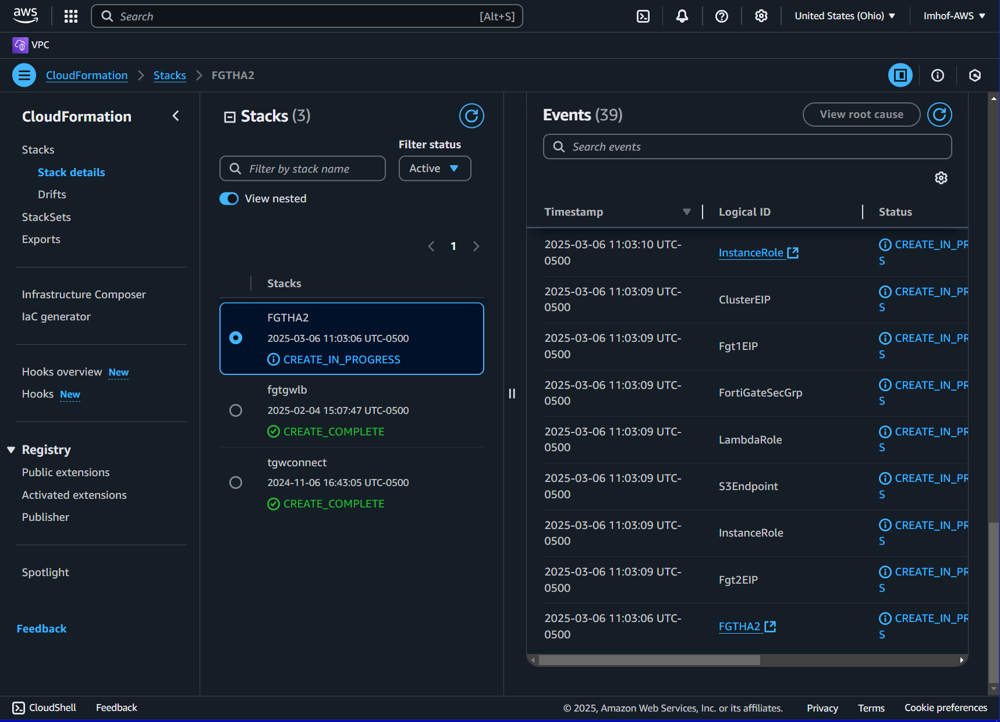 aws
Search
[Alt+S]
United States (Ohio)
Imhof-AWS
VPC
CloudFormation
Stacks
FGTHA2
CloudFormation
Stacks
Stack details
Drifts
StackSets
Exports
Infrastructure Composer
IaC generator
Hooks overview New
Hooks New
Registry
Public extensions
Activated extensions
Publisher
Spotlight
Feedback
Stacks (3)
Filter status
Filter by stack name
Active
View nested
1
Stacks
FGTHA2
2025-03-06 11:03:06 UTC-0500
CREATE_IN_PROGRESS
fgtgwlb
2025-02-04 15:07:47 UTC-0500
CREATE_COMPLETE
tgwconnect
2024-11-06 16:43:05 UTC-0500
CREATE_COMPLETE
Events (39)
View root cause
Search events
Timestamp
Logical ID
Status
2025-03-06 11:03:10 UTC-
0500
InstanceRole
CREATE_IN_PR
S
2025-03-06 11:03:09 UTC-
0500
ClusterEIP
CREATE_IN_PR
S
2025-03-06 11:03:09 UTC-
0500
Fgt1EIP
CREATE_IN_PR
S
2025-03-06 11:03:09 UTC-
0500
FortiGateSecGrp
CREATE_IN_PR
S
2025-03-06 11:03:09 UTC-
0500
LambdaRole
CREATE_IN_PR
S
2025-03-06 11:03:09 UTC-
0500
S3Endpoint
CREATE_IN_PR
S
2025-03-06 11:03:09 UTC-
0500
InstanceRole
CREATE_IN_PR
S
2025-03-06 11:03:09 UTC-
0500
Fgt2EIP
CREATE_IN_PR
S
2025-03-06 11:03:06 UTC-
0500
FGTHA2
CREATE_IN_PR
S
CloudShell
Feedback
© 2025, Amazon Web Services, Inc. or its affiliates.
Privacy
Terms
Cookie preferences